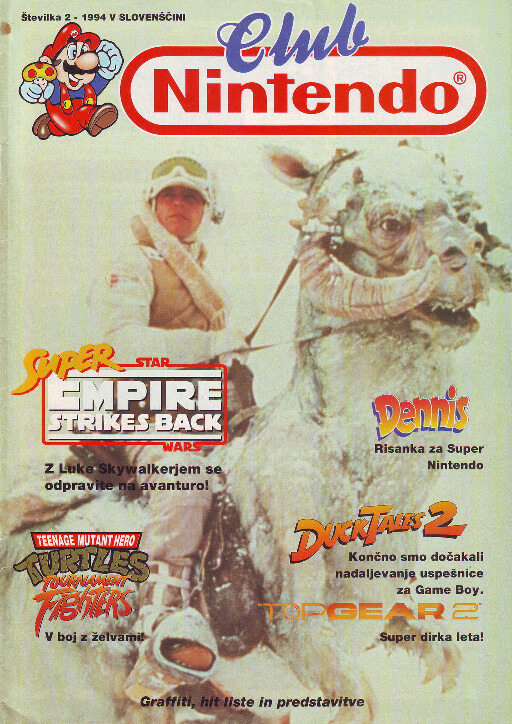 Številka 2 - 1994 V SLOVENŠČINI
Club
Nintendo®
SUPER
STAR
EMPIRE
STRIKES BACK
WARS
Z Luke Skywalkerjem se
odpravite na avanturo!
Dennis
Risanka za Super
Nintendo
TEENAGE MUTANT HERO
TURTLES
TOURNAMENT
FIGHTERS
V boj z želvami!
DUCKTALES 2
Končno smo dočakali
nadaljevanje uspešnice
za Game Boy.
TOPGEAR 2
Super dirka leta!
Graffiti, hit liste in predstavitve